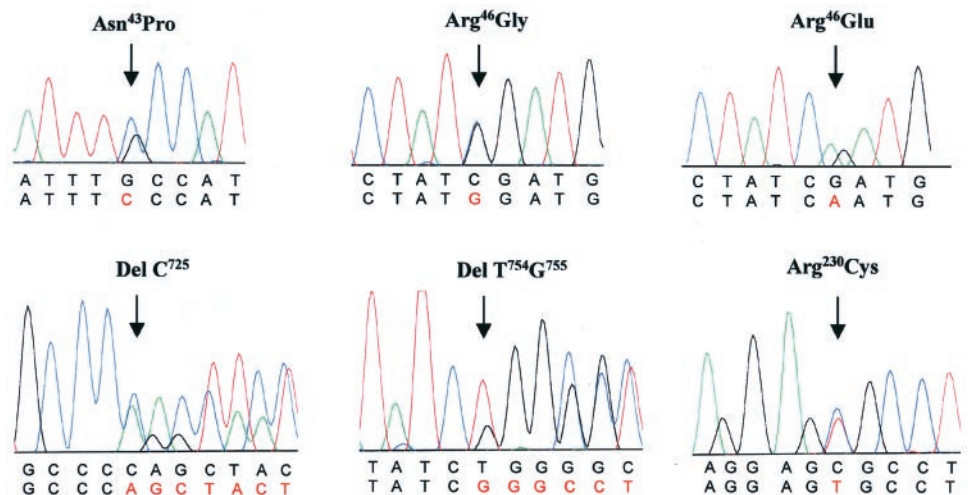 Asn⁴³Pro
Arg⁴⁶Gly
Arg⁴⁶Glu
A T T T G C C A T
A T T T C C C A T
C T A T C G A T G
C T A T G G A T G
C T A T C G A T G
C T A T C A A T G
Del C⁷²⁵
Del T⁷⁵⁴G⁷⁵⁵
Arg²³⁰Cys
G C C C C A G C T A C
G C C C A G C T A C T
T A T C T G G G G C
T A T C G G G C C T
A G G A G C G C C T
A G G A G T G C C T